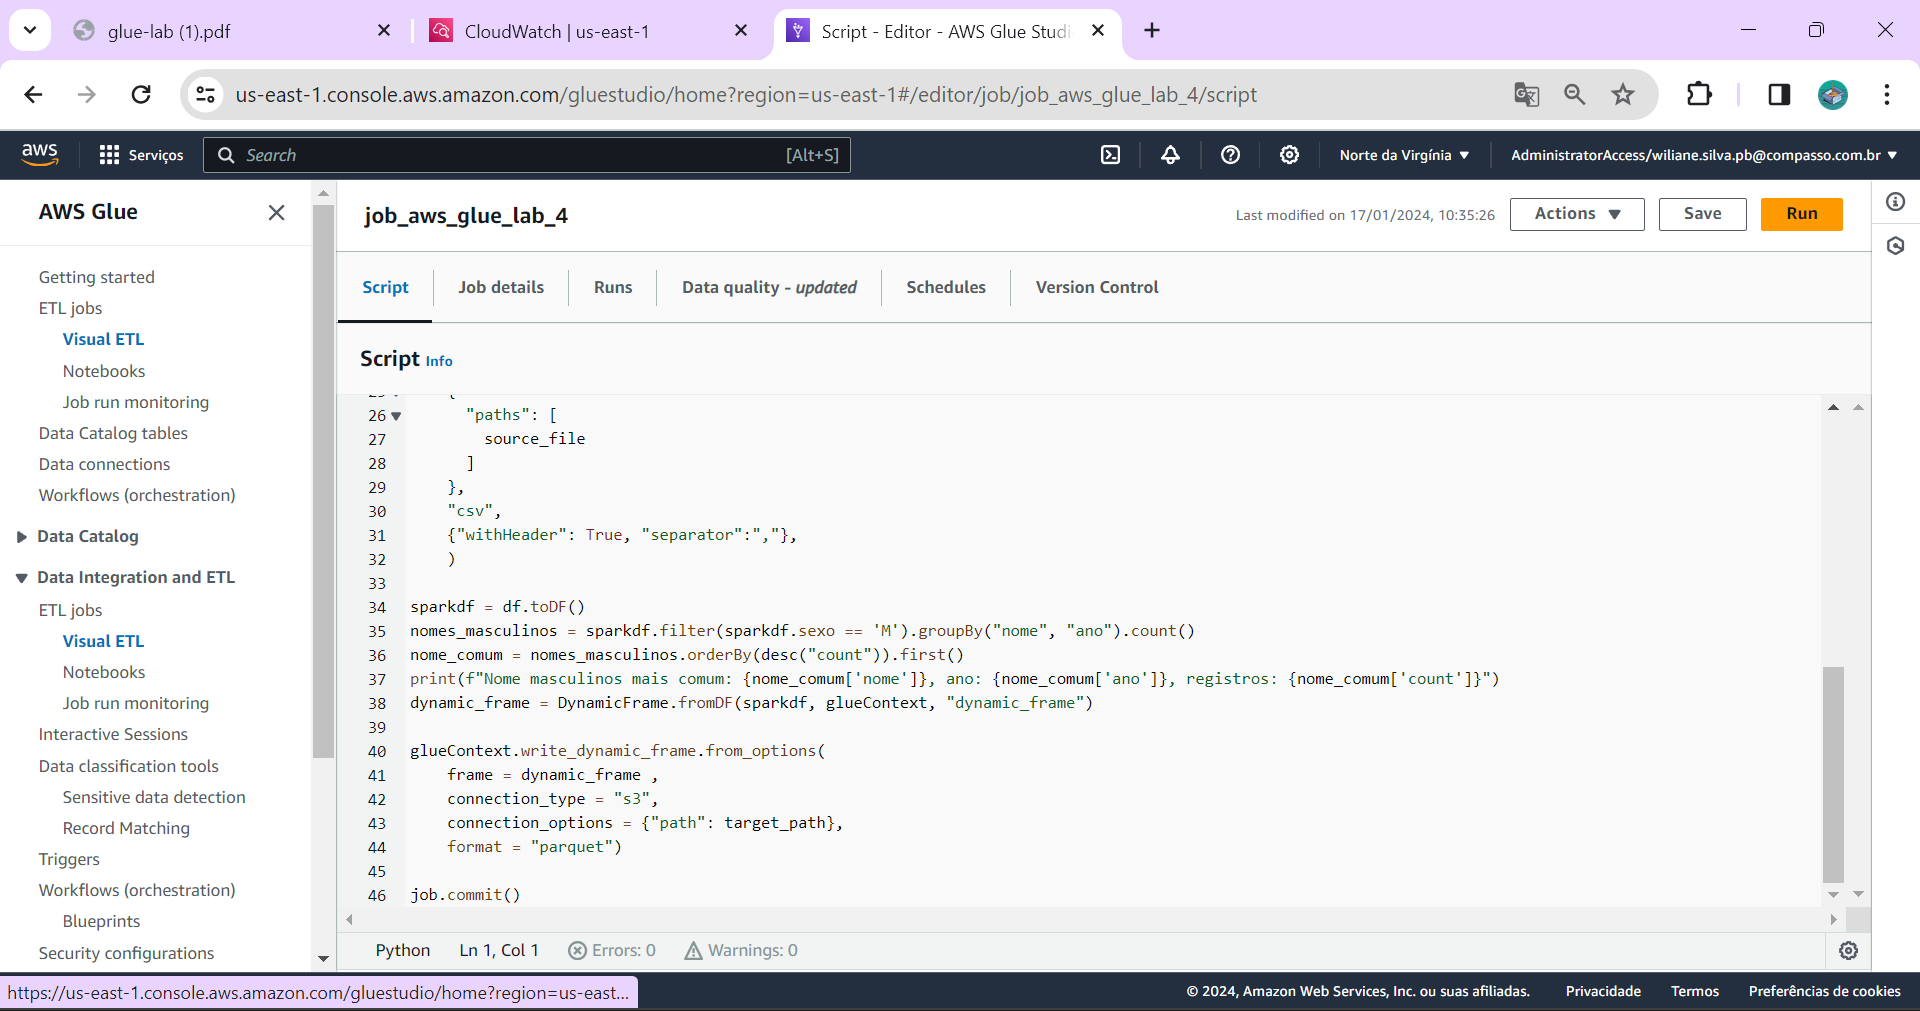 glue-lab (1).pdf
CloudWatch | us-east-1
Script - Editor - AWS Glue Studi
us-east-1.console.aws.amazon.com/gluestudio/home?region=us-east-1#/editor/job/job_aws_glue_lab_4/script
aws
Serviços
Search
[Alt+S]
Norte da Virgínia
AdministratorAccess/wiliane.silva.pb@compasso.com.br
AWS Glue
Getting started
ETL jobs
Visual ETL
Notebooks
Job run monitoring
Data Catalog tables
Data connections
Workflows (orchestration)
Data Catalog
Data Integration and ETL
ETL jobs
Visual ETL
Notebooks
Job run monitoring
Interactive Sessions
Data classification tools
Sensitive data detection
Record Matching
Triggers
Workflows (orchestration)
Blueprints
Security configurations
job_aws_glue_lab_4
Last modified on 17/01/2024, 10:35:26
Actions
Save
Run
Script
Job details
Runs
Data quality - updated
Schedules
Version Control
Script Info
25 {
26 "paths": [
27 source_file
28 ]
29 },
30 "csv",
31 {"withHeader": True, "separator":","},
32 )
33
34 sparkdf = df.toDF()
35 nomes_masculinos = sparkdf.filter(sparkdf.sexo == 'M').groupBy("nome", "ano").count()
36 nome_comum = nomes_masculinos.orderBy(desc("count")).first()
37 print(f"Nome masculinos mais comum: {nome_comum['nome']}, ano: {nome_comum['ano']}, registros: {nome_comum['count']}")
38 dynamic_frame = DynamicFrame.fromDF(sparkdf, glueContext, "dynamic_frame")
39
40 glueContext.write_dynamic_frame.from_options(
41 frame = dynamic_frame ,
42 connection_type = "s3",
43 connection_options = {"path": target_path},
44 format = "parquet")
45
46 job.commit()
Python
Ln 1, Col 1
Errors: 0
Warnings: 0
https://us-east-1.console.aws.amazon.com/gluestudio/home?region=us-east...
© 2024, Amazon Web Services, Inc. ou suas afiliadas.
Privacidade
Termos
Preferências de cookies